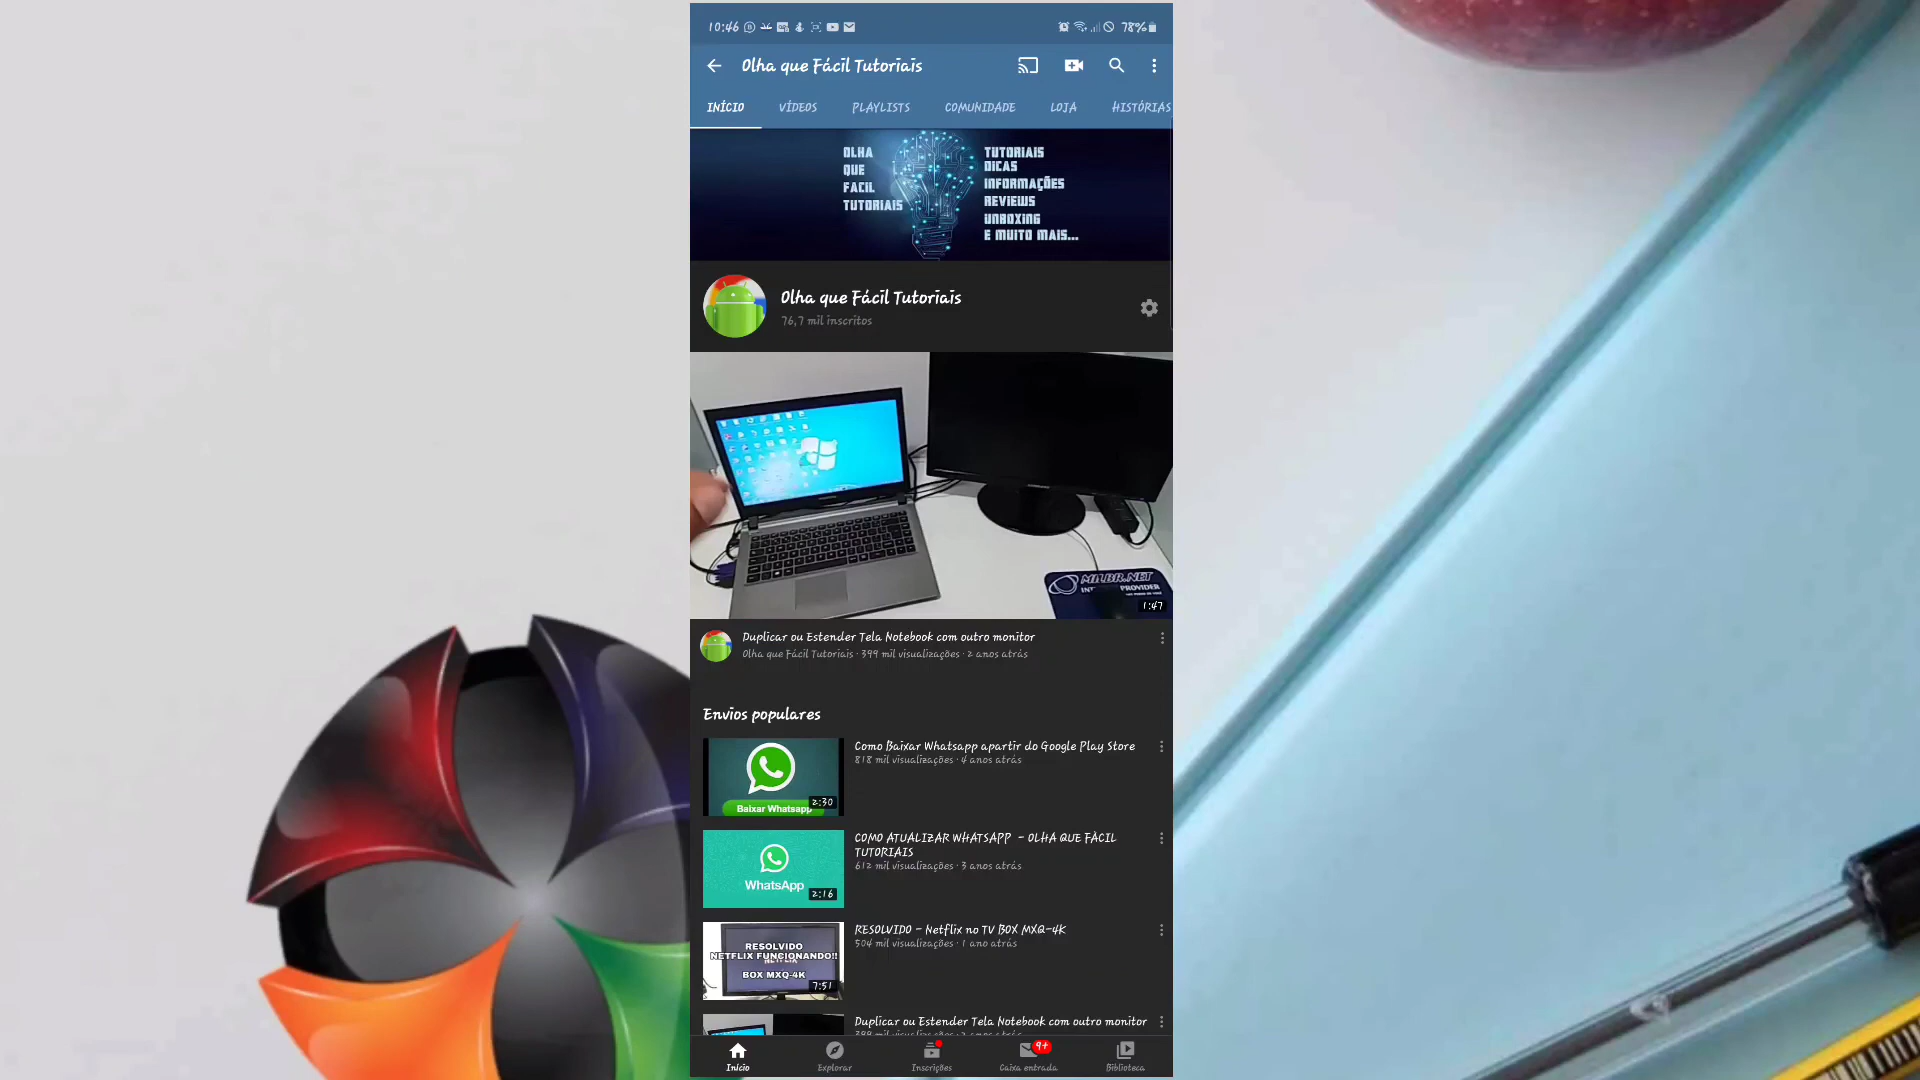 10:46
78%
Olha que Fácil Tutoriais
INÍCIO VÍDEOS PLAYLISTS COMUNIDADE LOJA HISTÓRIAS
OLHA
QUE
FACIL
TUTORIAIS
TUTORIAIS
DICAS
INFORMAÇÕES
REVIEWS
UNBOXING
E MUITO MAIS...
Olha que Fácil Tutoriais
76,7 mil inscritos
MILBR.NET
PROVIDER
1:47
Duplicar ou Estender Tela Notebook com outro monitor
Olha que Fácil Tutoriais · 399 mil visualizações · 2 anos atrás
Envios populares
Baixar Whatsapp
2:30
Como Baixar Whatsapp apartir do Google Play Store
818 mil visualizações · 4 anos atrás
WhatsApp
2:16
COMO ATUALIZAR WHATSAPP - OLHA QUE FÁCIL
TUTORIAIS
612 mil visualizações · 3 anos atrás
RESOLVIDO
NETFLIX FUNCIONANDO!!
BOX MXQ-4K
7:51
RESOLVIDO - Netflix no TV BOX MXQ-4K
504 mil visualizações · 1 ano atrás
Duplicar ou Estender Tela Notebook com outro monitor
9+
Início Explorar Inscrições Caixa entrada Biblioteca